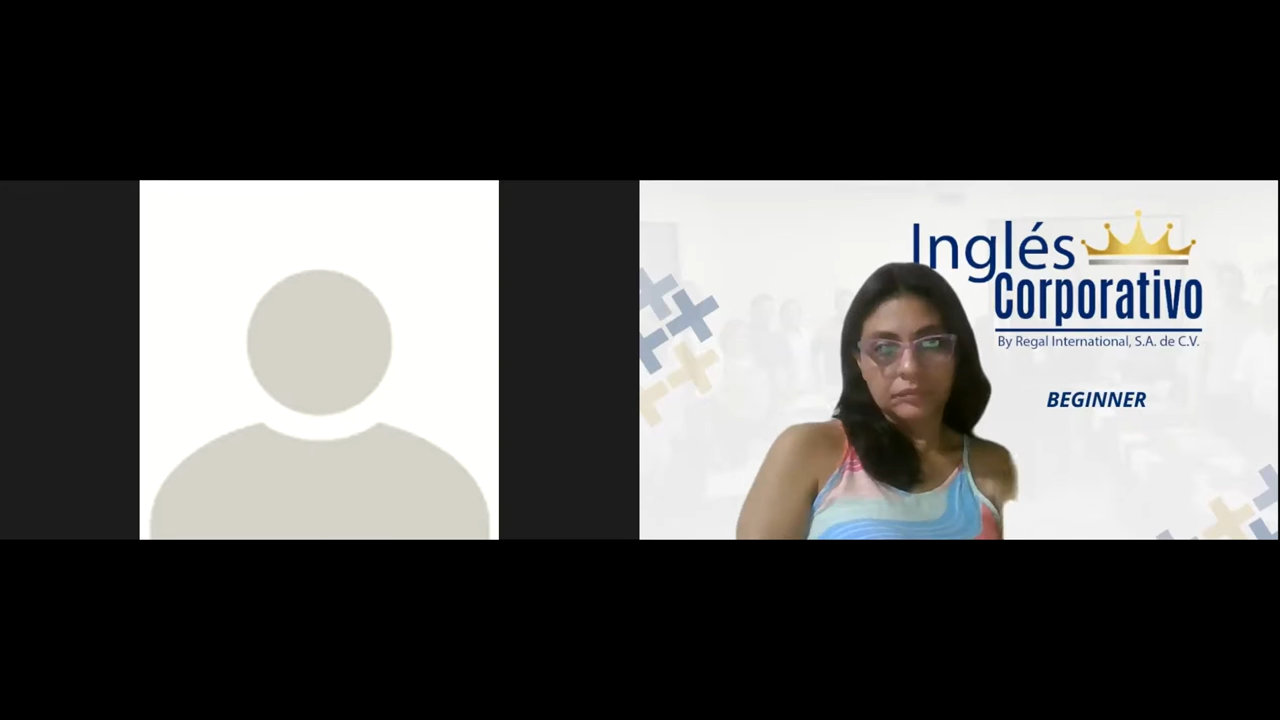 Inglés
Corporativo
By Regal International, S.A. de C.V.
BEGINNER